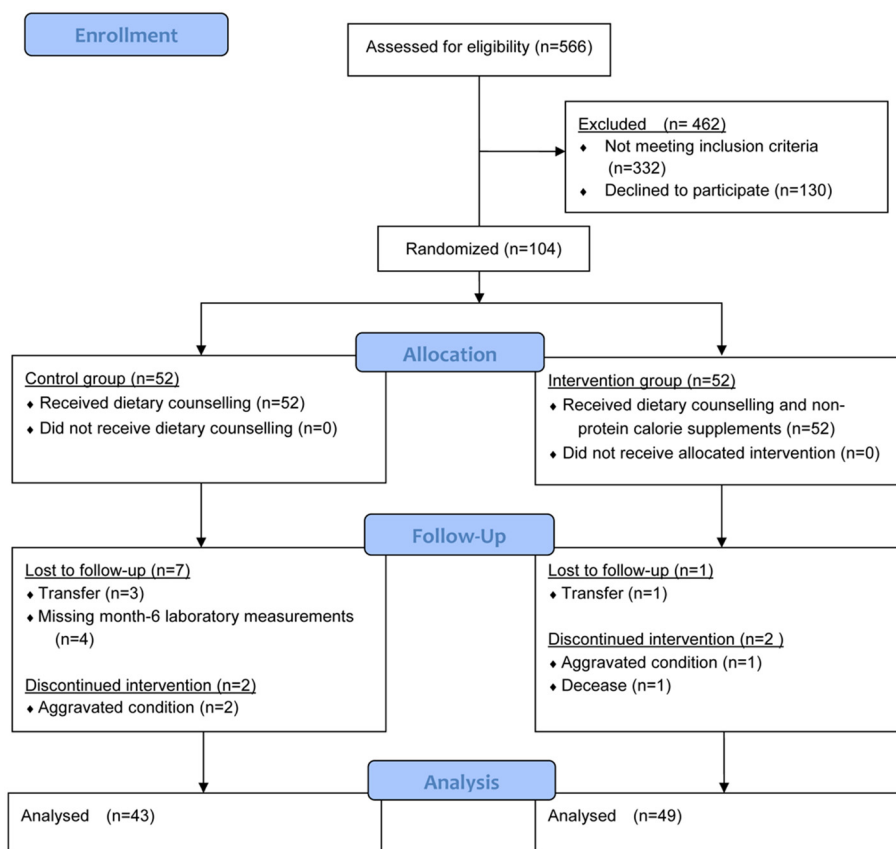 Enrollment
Assessed for eligibility (n=566)
Excluded (n= 462)
♦ Not meeting inclusion criteria
(n=332)
♦ Declined to participate (n=130)
Randomized (n=104)
Allocation
Control group (n=52)
♦ Received dietary counselling (n=52)
♦ Did not receive dietary counselling (n=0)
Intervention group (n=52)
♦ Received dietary counselling and non-
protein calorie supplements (n=52)
♦ Did not receive allocated intervention (n=0)
Follow-Up
Lost to follow-up (n=7)
♦ Transfer (n=3)
♦ Missing month-6 laboratory measurements
(n=4)
Discontinued intervention (n=2)
♦ Aggravated condition (n=2)
Lost to follow-up (n=1)
♦ Transfer (n=1)
Discontinued intervention (n=2 )
♦ Aggravated condition (n=1)
♦ Decease (n=1)
Analysis
Analysed (n=43)
Analysed (n=49)